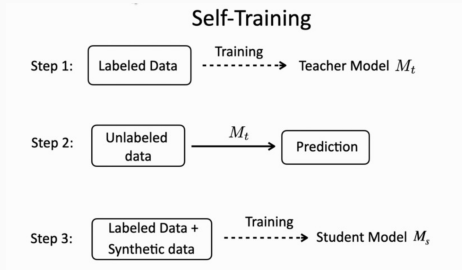 Self-Training
Step 1: Labeled Data Training Teacher Model Mₜ
Step 2: Unlabeled data Mₜ Prediction
Step 3: Labeled Data + Synthetic data Training Student Model Mₛ